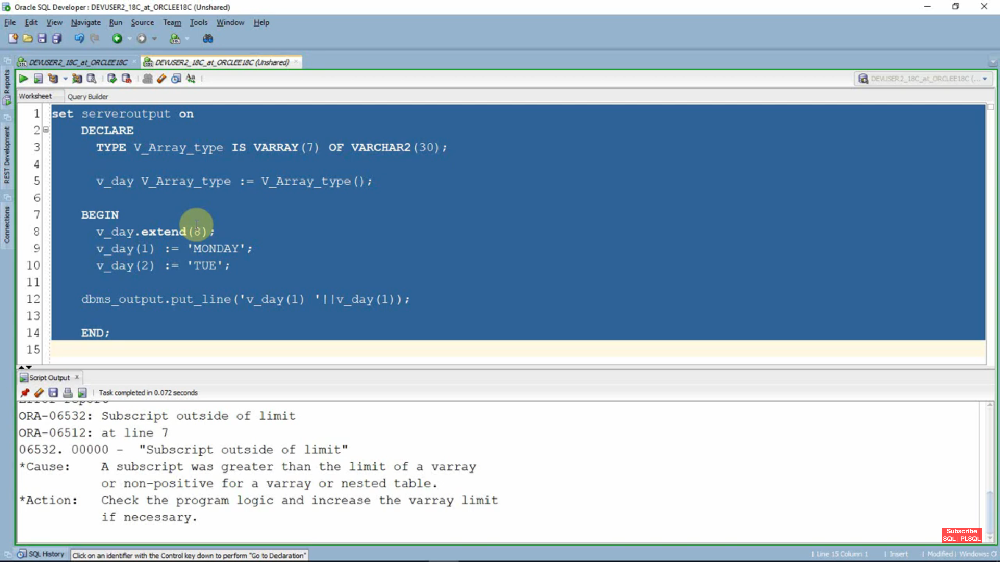 Oracle SQL Developer : DEVUSER2_18C_at_ORCLEE18C (Unshared)
File Edit View Navigate Run Source Team Tools Window Help
DEVUSER2_18C_at_ORCLEE18C DEVUSER2_18C_at_ORCLEE18C (Unshared)
DEVUSER2_18C_at_ORCLEE18C (...
Reports
REST Development
Connections
Worksheet Query Builder
1 set serveroutput on
2 DECLARE
3 TYPE V_Array_type IS VARRAY(7) OF VARCHAR2(30);
4
5 v_day V_Array_type := V_Array_type();
6
7 BEGIN
8 v_day.extend(8);
9 v_day(1) := 'MONDAY';
10 v_day(2) := 'TUE';
11
12 dbms_output.put_line('v_day(1) '||v_day(1));
13
14 END;
15
Script Output x
Task completed in 0.072 seconds
Error report
ORA-06532: Subscript outside of limit
ORA-06512: at line 7
06532. 00000 - "Subscript outside of limit"
*Cause: A subscript was greater than the limit of a varray
or non-positive for a varray or nested table.
*Action: Check the program logic and increase the varray limit
if necessary.
Subscribe
SQL | PLSQL
SQL History Click on an identifier with the Control key down to perform "Go to Declaration" | Line 15 Column 1 | Insert | Modified | Windows: